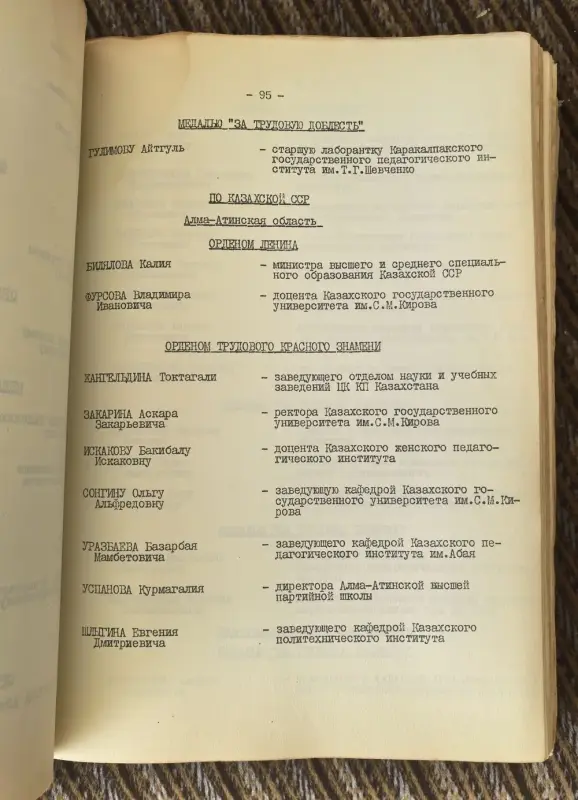 - 95 -
МЕДАЛЬЮ "ЗА ТРУДОВУЮ ДОБЛЕСТЬ"
ГУЛИМОВУ Айтгуль - старшую лаборантку Каракалпакского
государственного педагогического ин-
ститута им.Т.Г.Шевченко
ПО КАЗАХСКОЙ ССР
Алма-Атинская область
ОРДЕНОМ ЛЕНИНА
БИЛЯЛОВА Калия - министра высшего и среднего специаль-
ного образования Казахской ССР
ФУРСОВА Владимира - доцента Казахского государственного
Ивановича университета им.С.М.Кирова
ОРДЕНОМ ТРУДОВОГО КРАСНОГО ЗНАМЕНИ
ЖАНГЕЛЬДИНА Токтагали - заведующего отделом науки и учебных
заведений ЦК КП Казахстана
ЗАКАРИНА Аскара - ректора Казахского государственного
Закарьевича университета им.С.М.Кирова
ИСКАКОВУ Бакибалу - доцента Казахского женского педаго-
Искаковну гического института
СОНГИНУ Ольгу - заведующую кафедрой Казахского го-
Альфредовну сударственного университета им.С.М.Ки-
рова
УРАЗБАЕВА Базарбая - заведующего кафедрой Казахского пе-
Мамбетовича дагогического института им.Абая
УСПАНОВА Курмагалия - директора Алма-Атинской высшей
партийной школы
ШЛЫГИНА Евгения - заведующего кафедрой Казахского
Дмитриевича политехнического института